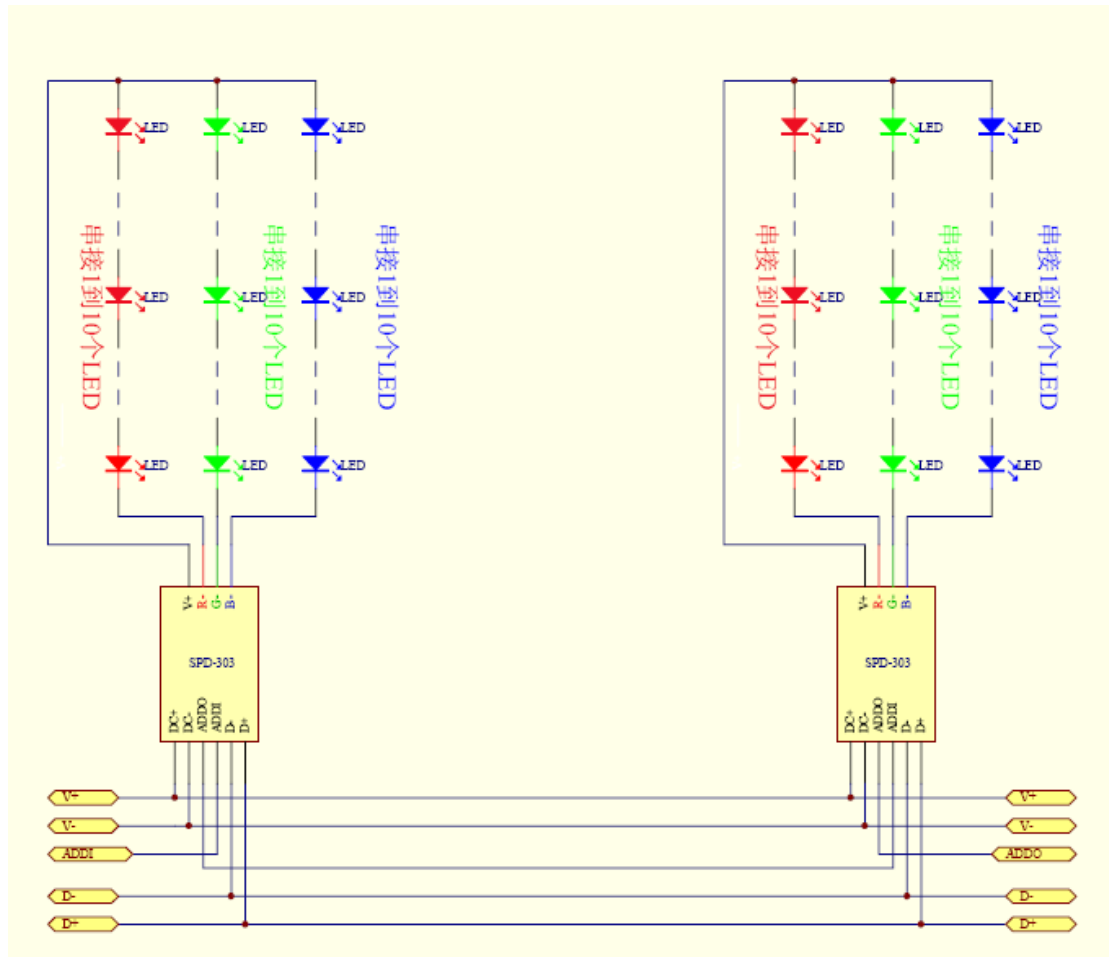 LED LED LED LED LED LED
串接1到10个LED 串接1到10个LED 串接1到10个LED 串接1到10个LED 串接1到10个LED 串接1到10个LED
LED LED LED LED LED LED
LED LED LED LED LED LED
V+ R- G- B- V+ R- G- B-
SPD-303 SPD-303
DC+ DC- ADDO ADDI D- D+ DC+ DC- ADDO ADDI D- D+
V+ V+
V- V-
ADDI ADDO
D- D-
D+ D+